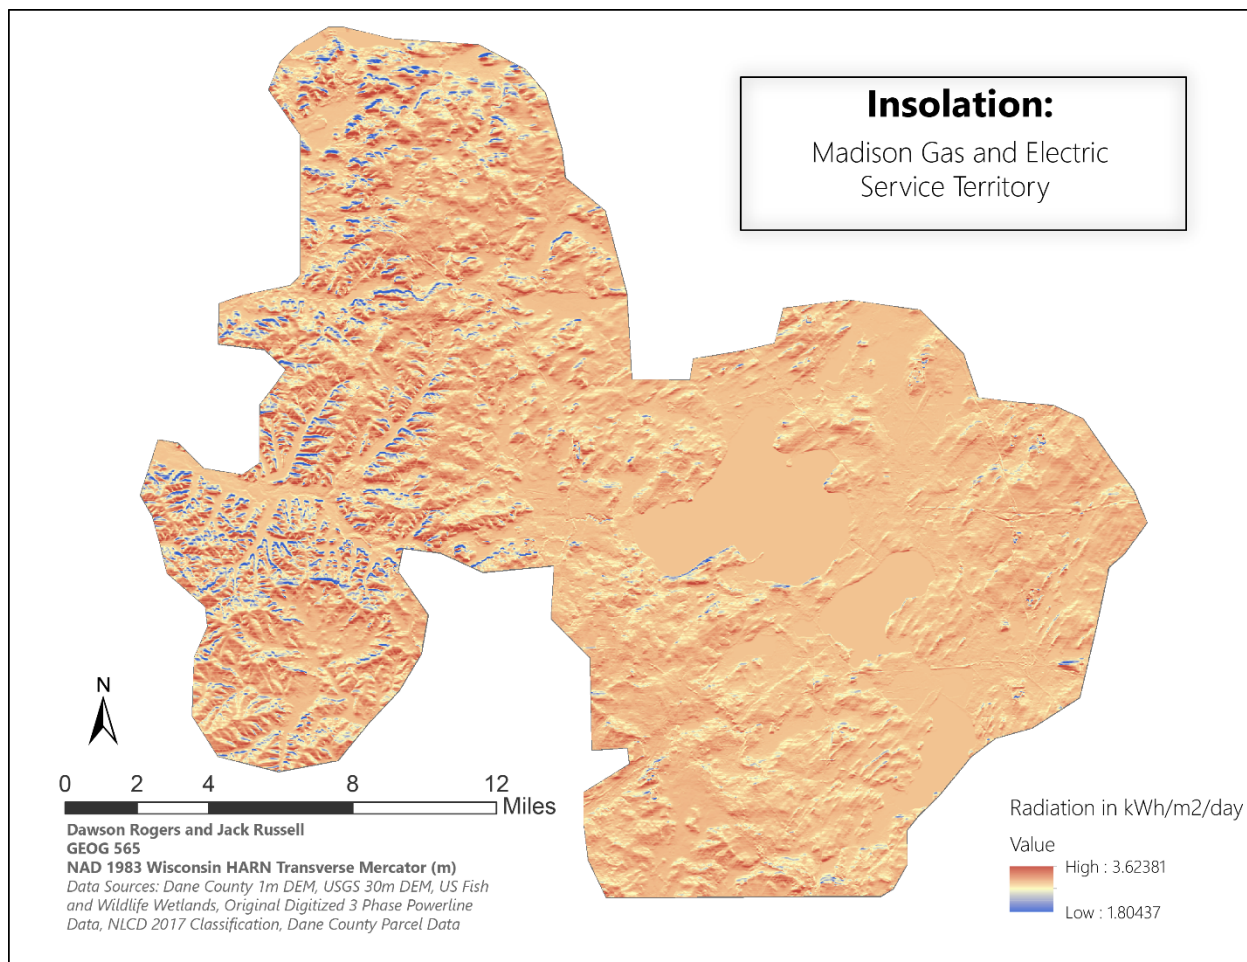 Insolation:
Madison Gas and Electric
Service Territory
N
0 2 4 8 12
Miles
Dawson Rogers and Jack Russell
GEOG 565
NAD 1983 Wisconsin HARN Transverse Mercator (m)
Data Sources: Dane County 1m DEM, USGS 30m DEM, US Fish
and Wildlife Wetlands, Original Digitized 3 Phase Powerline
Data, NLCD 2017 Classification, Dane County Parcel Data
Radiation in kWh/m2/day
Value
High : 3.62381
Low : 1.80437